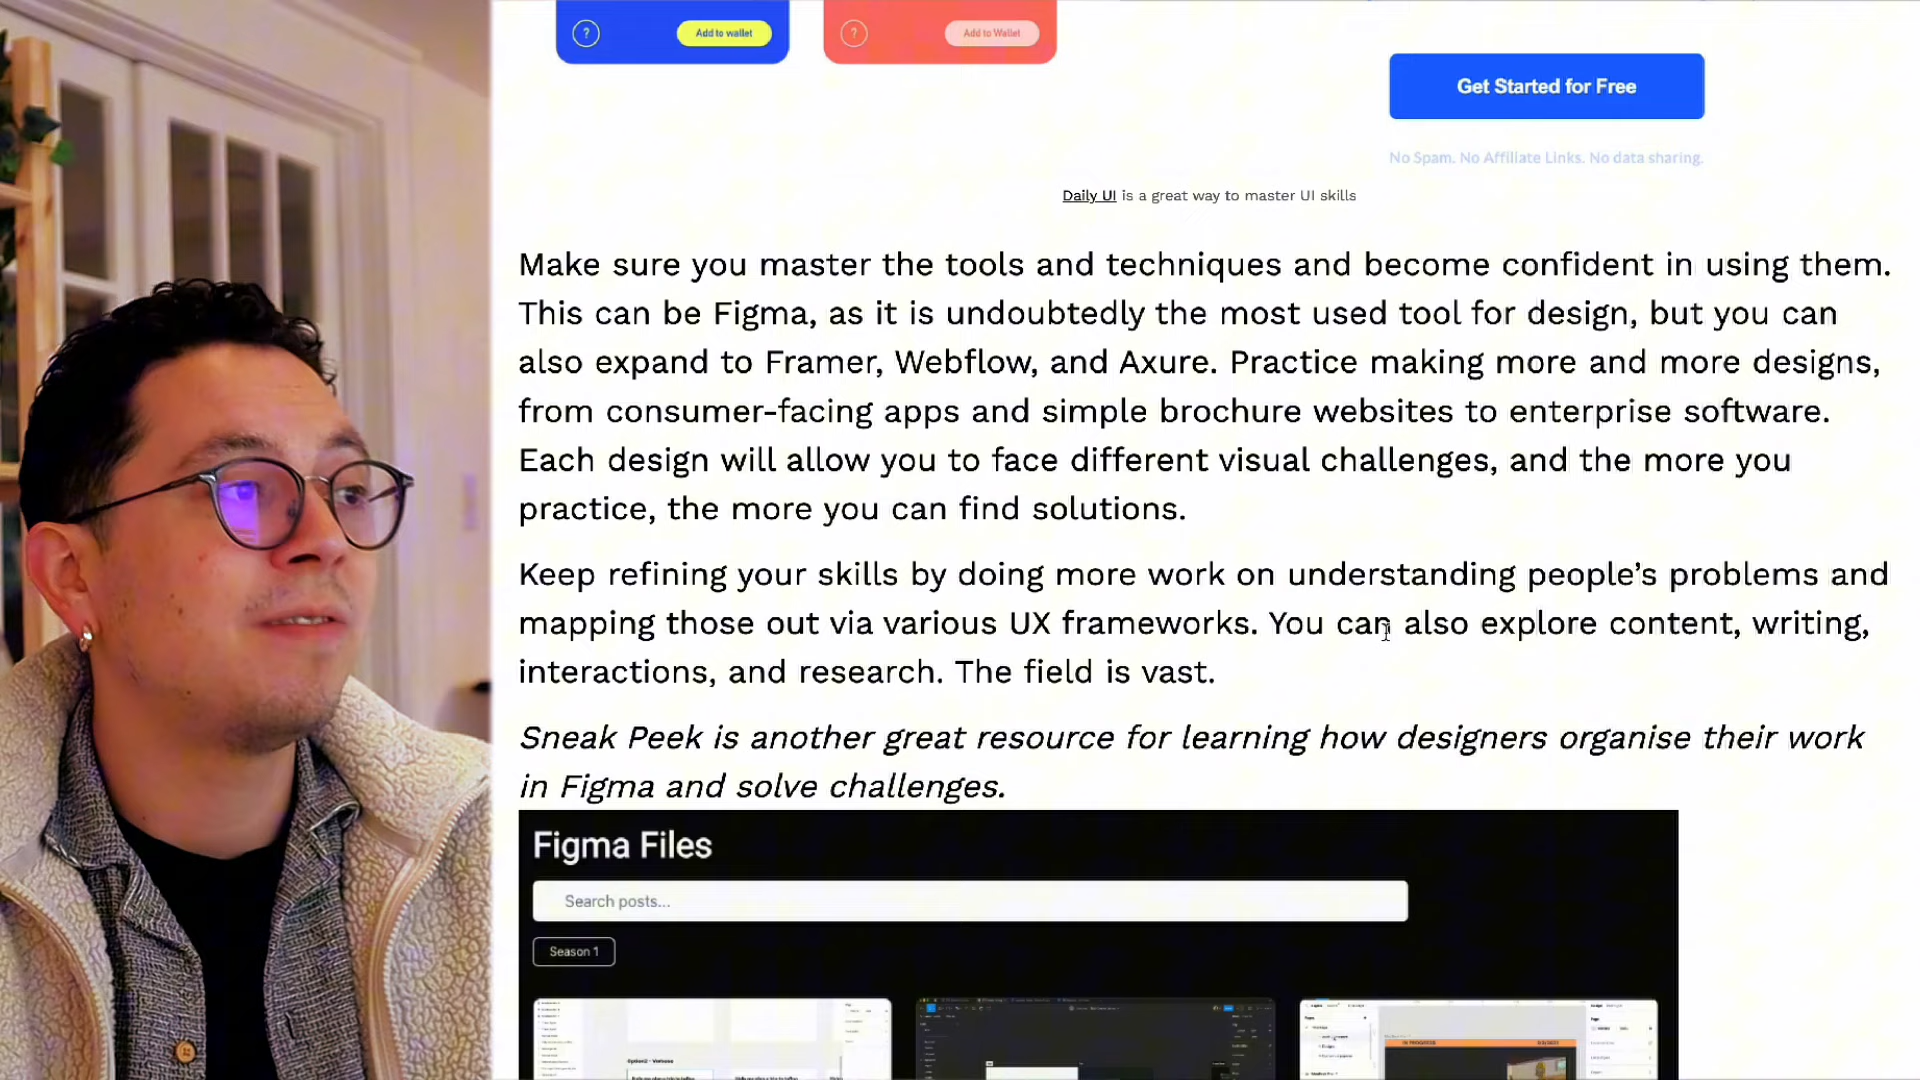 ?
Add to wallet
?
Add to Wallet
Get Started for Free
No Spam. No Affiliate Links. No data sharing.
Daily UI is a great way to master UI skills
Make sure you master the tools and techniques and become confident in using them.
This can be Figma, as it is undoubtedly the most used tool for design, but you can
also expand to Framer, Webflow, and Axure. Practice making more and more designs,
from consumer-facing apps and simple brochure websites to enterprise software.
Each design will allow you to face different visual challenges, and the more you
practice, the more you can find solutions.
Keep refining your skills by doing more work on understanding people's problems and
mapping those out via various UX frameworks. You can also explore content, writing,
interactions, and research. The field is vast.
Sneak Peek is another great resource for learning how designers organise their work
in Figma and solve challenges.
Figma Files
Search posts...
Season 1
IN PROGRESS